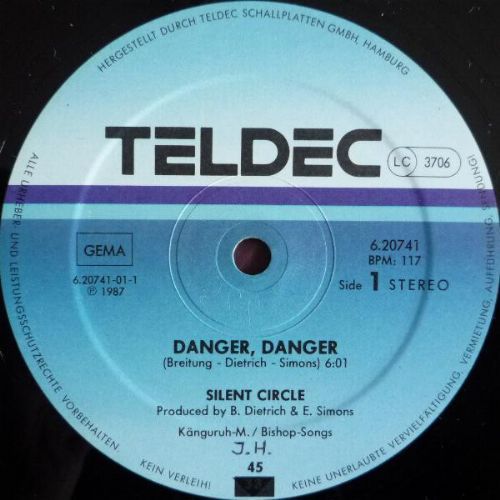 HERGESTELLT DURCH TELDEC SCHALLPLATTEN GMBH, HAMBURG
TELDEC
LC 3706
GEMA
6.20741-01-1
℗ 1987
6.20741
BPM: 117
Side 1 STEREO
DANGER, DANGER
(Breitung - Dietrich - Simons) 6:01
SILENT CIRCLE
Produced by B. Dietrich & E. Simons
Känguruh-M. / Bishop-Songs
J.H.
45
ALLE URHEBER- UND LEISTUNGSSCHUTZRECHTE VORBEHALTEN
KEIN VERLEIH!
KEINE UNERLAUBTE VERVIELFÄLTIGUNG, VERMIETUNG, AUFFÜHRUNG, SENDUNG!